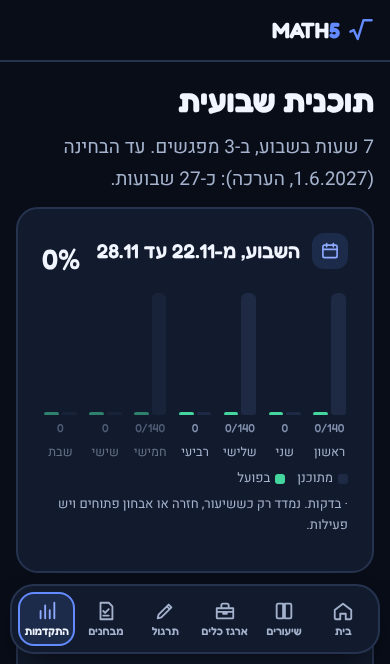 MATH5
תוכנית שבועית
7 שעות בשבוע, ב-3 מפגשים. עד הבחינה
(1.6.2027, הערכה): כ-27 שבועות.
השבוע, מ-22.11 עד 28.11
0%
0/140 0 0/140 0 0/140 0 0
ראשון שני שלישי רביעי חמישי שישי שבת
מתוכנן בפועל
· בדקות. נמדד רק כששיעור, חזרה או אבחון פתוחים ויש
פעילות.
בית שיעורים ארגז כלים תרגול מבחנים התקדמות